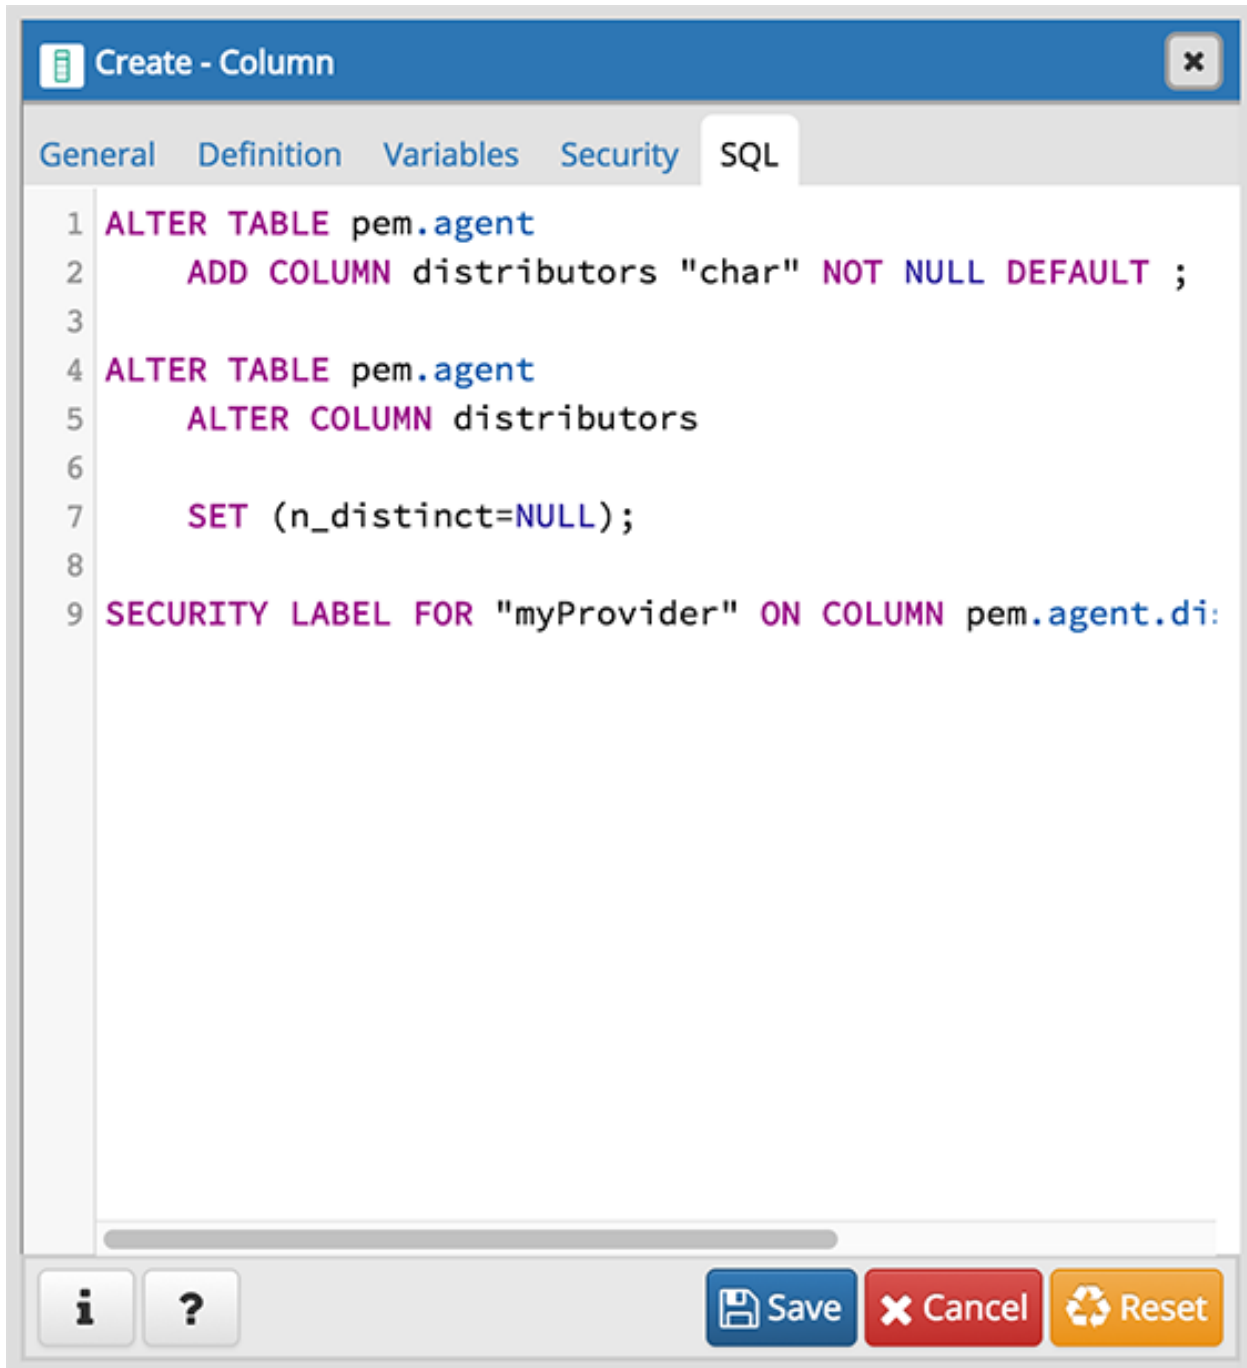 Create - Column
General Definition Variables Security SQL
1 ALTER TABLE pem.agent
2 ADD COLUMN distributors "char" NOT NULL DEFAULT ;
3
4 ALTER TABLE pem.agent
5 ALTER COLUMN distributors
6
7 SET (n_distinct=NULL);
8
9 SECURITY LABEL FOR "myProvider" ON COLUMN pem.agent.di
i ? Save Cancel Reset